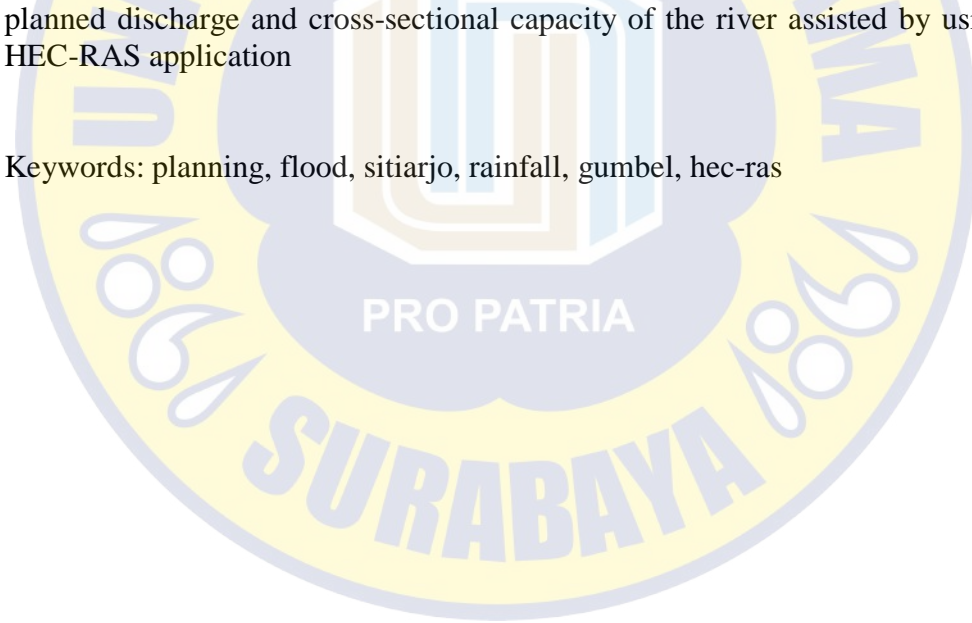 planned discharge and cross-sectional capacity of the river assisted by
HEC-RAS application
Keywords: planning, flood, sitiarjo, rainfall, gumbel, hec-ras
PRO PATRIA
SURABAYA